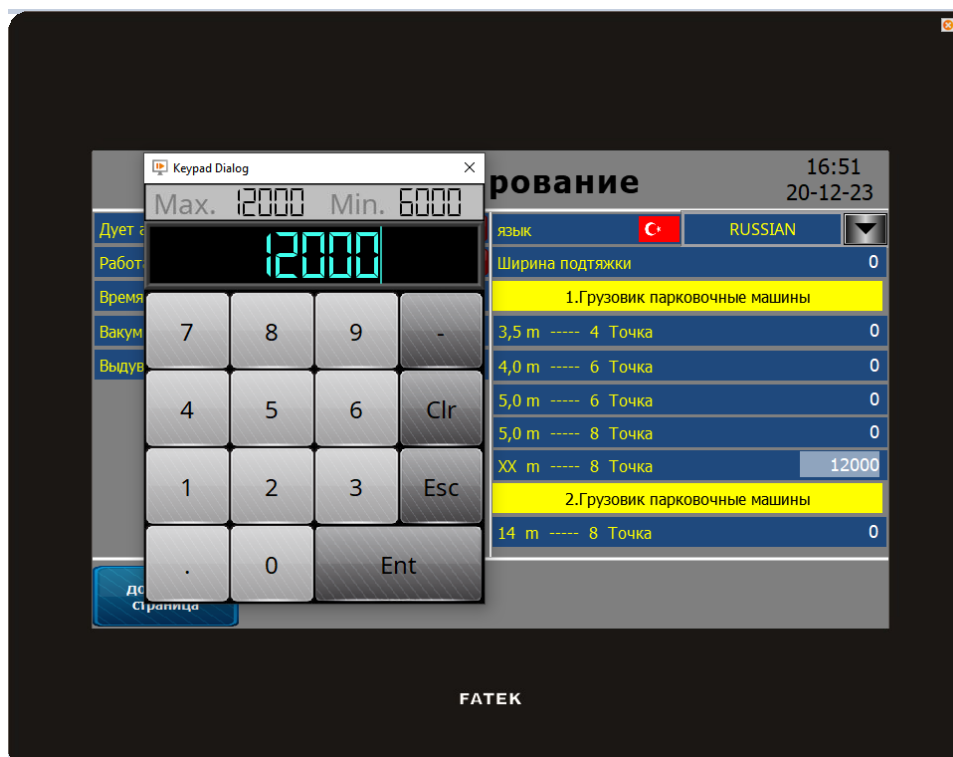 Keypad Dialog
Max. 12000 Min. 6000
12000
7 8 9 -
4 5 6 Clr
1 2 3 Esc
. 0 Ent
рование
16:51
20-12-23
Дует
Работ
Время
Вакум
Выдув
язык RUSSIAN
Ширина подтяжки 0
1.Грузовик парковочные машины
3,5 m ----- 4 Точка 0
4,0 m ----- 6 Точка 0
5,0 m ----- 6 Точка 0
5,0 m ----- 8 Точка 0
XX m ----- 8 Точка 12000
2.Грузовик парковочные машины
14 m ----- 8 Точка 0
страница
FATEK